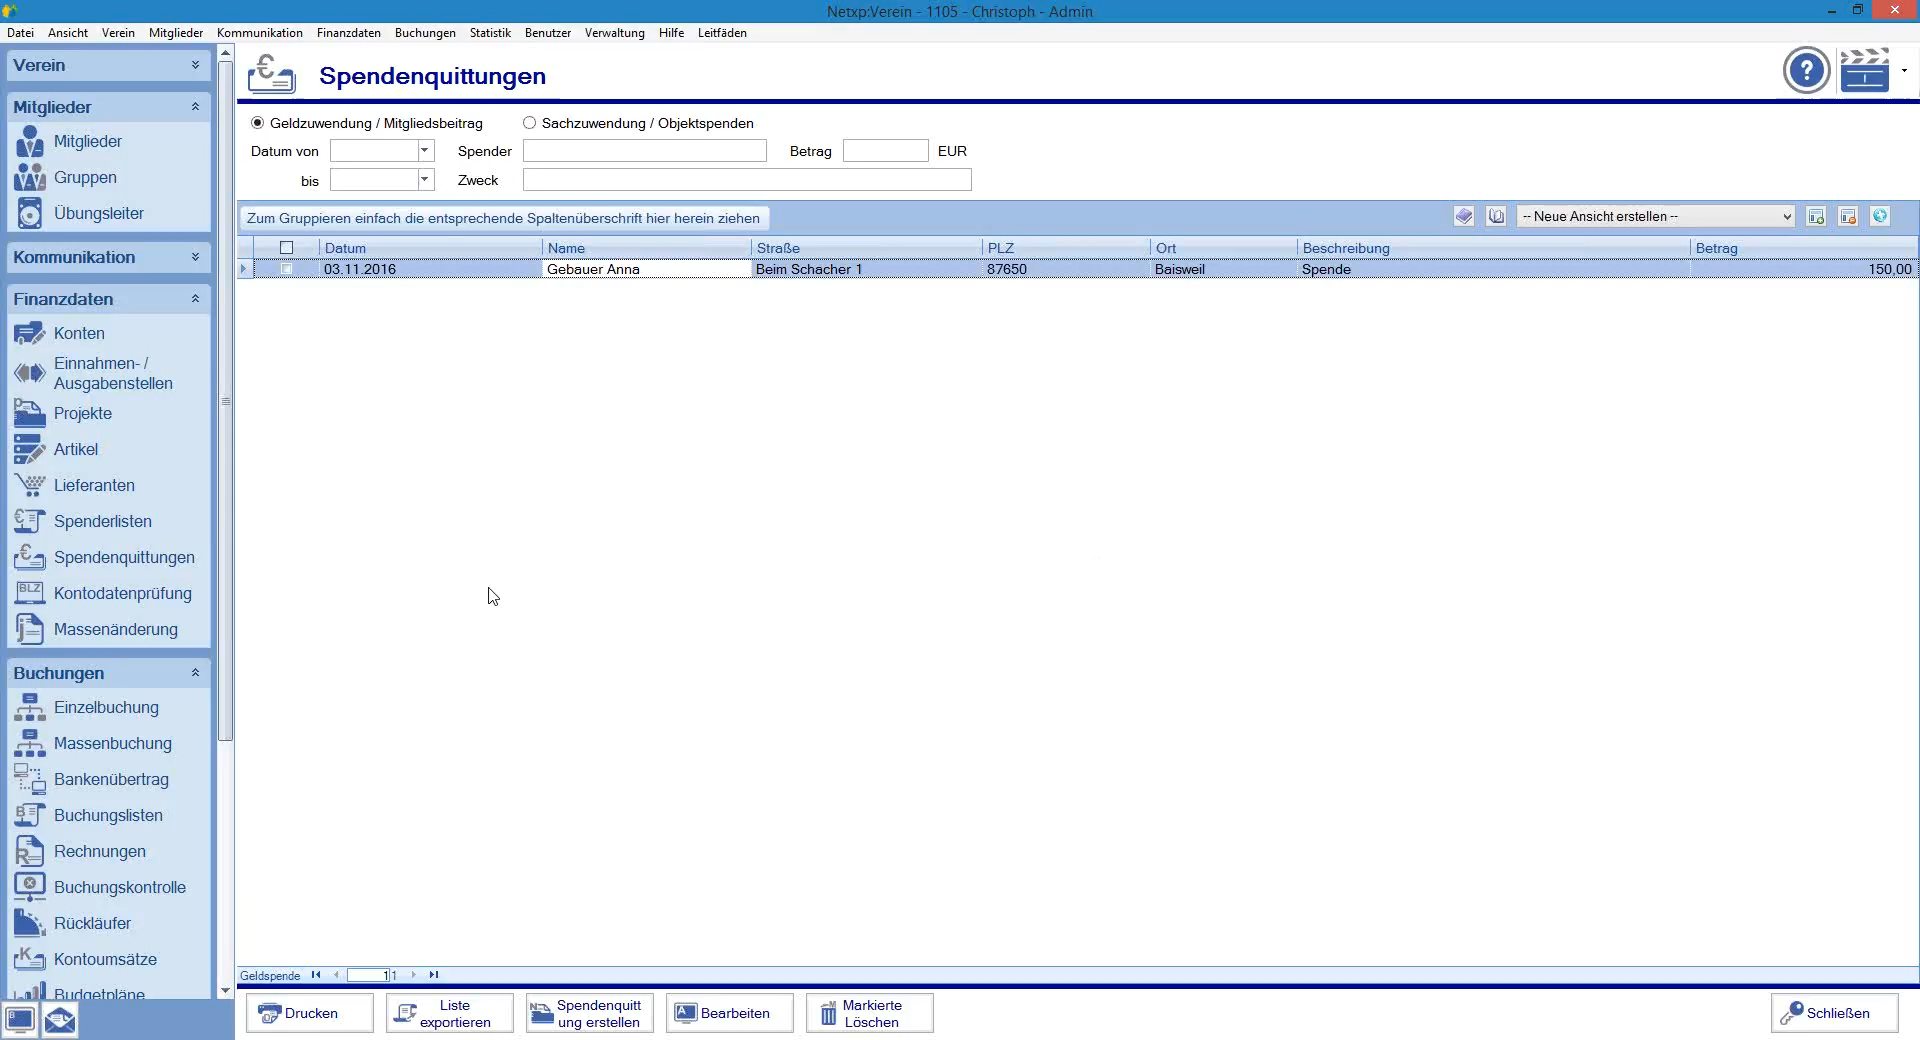 Netxp:Verein - 1105 - Christoph - Admin
Datei Ansicht Verein Mitglieder Kommunikation Finanzdaten Buchungen Statistik Benutzer Verwaltung Hilfe Leitfäden
Verein
Mitglieder
Mitglieder
Gruppen
Übungsleiter
Kommunikation
Finanzdaten
Konten
Einnahmen- /
Ausgabenstellen
Projekte
Artikel
Lieferanten
Spenderlisten
Spendenquittungen
BLZ Kontodatenprüfung
Massenänderung
Buchungen
Einzelbuchung
Massenbuchung
Bankenübertrag
Buchungslisten
Rechnungen
Buchungskontrolle
Rückläufer
Kontoumsätze
Budgetpläne
Spendenquittungen
Geldzuwendung / Mitgliedsbeitrag Sachzuwendung / Objektspenden
Datum von Spender Betrag EUR
bis Zweck
Zum Gruppieren einfach die entsprechende Spaltenüberschrift hier herein ziehen
-- Neue Ansicht erstellen --
Datum Name Straße PLZ Ort Beschreibung Betrag
03.11.2016 Gebauer Anna Beim Schacher 1 87650 Baisweil Spende 150,00
Geldspende 1 1
Drucken
Liste
exportieren
Spendenquitt
ung erstellen
Bearbeiten
Markierte
Löschen
Schließen